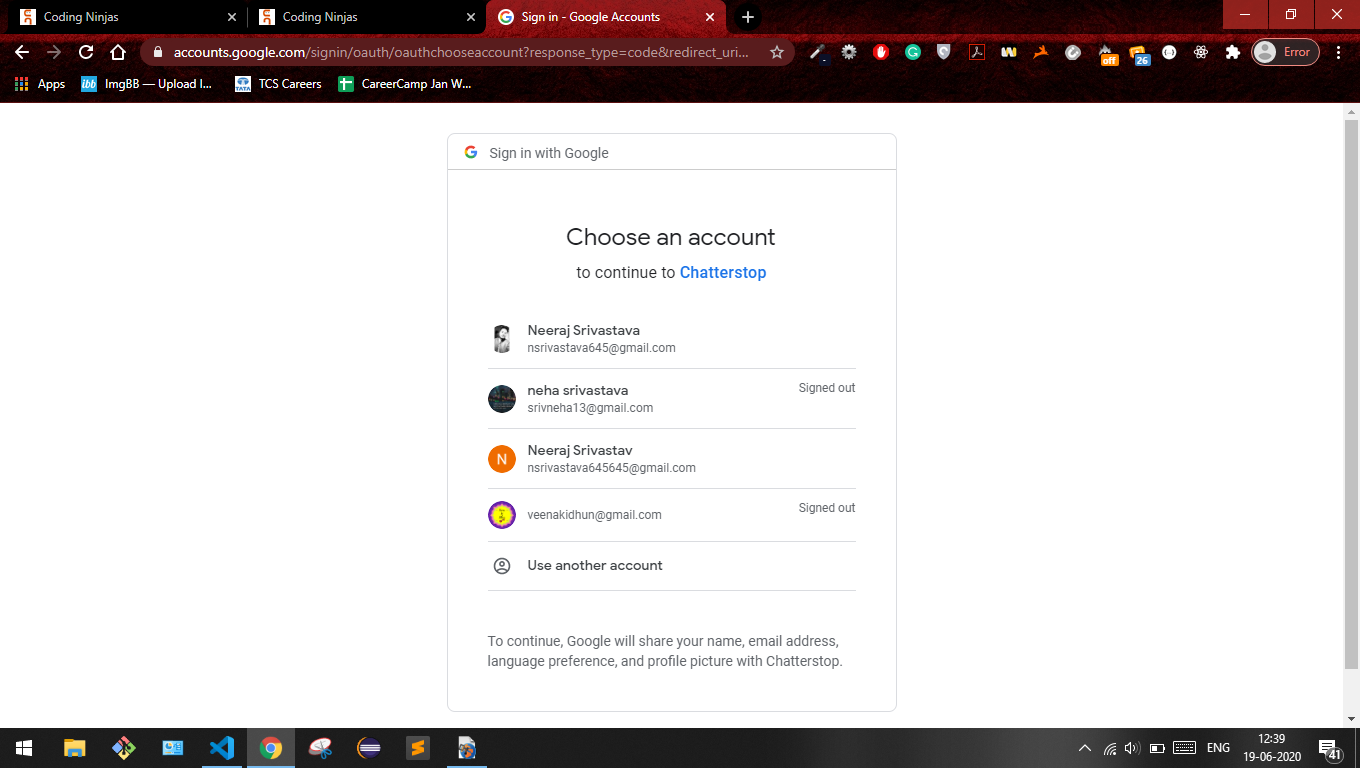 Coding Ninjas
Coding Ninjas
Sign in - Google Accounts
accounts.google.com/signin/oauth/oauthchooseaccount?response_type=code&redirect_uri...
off
26
Error
Apps
ibb
ImgBB — Upload I...
TATA
TCS Careers
CareerCamp Jan W...
Sign in with Google
Choose an account
to continue to Chatterstop
Neeraj Srivastava
nsrivastava645@gmail.com
neha srivastava
Signed out
srivneha13@gmail.com
N
Neeraj Srivastav
nsrivastava645645@gmail.com
Signed out
veenakidhun@gmail.com
Use another account
To continue, Google will share your name, email address,
language preference, and profile picture with Chatterstop.
ENG
12:39
19-06-2020
41